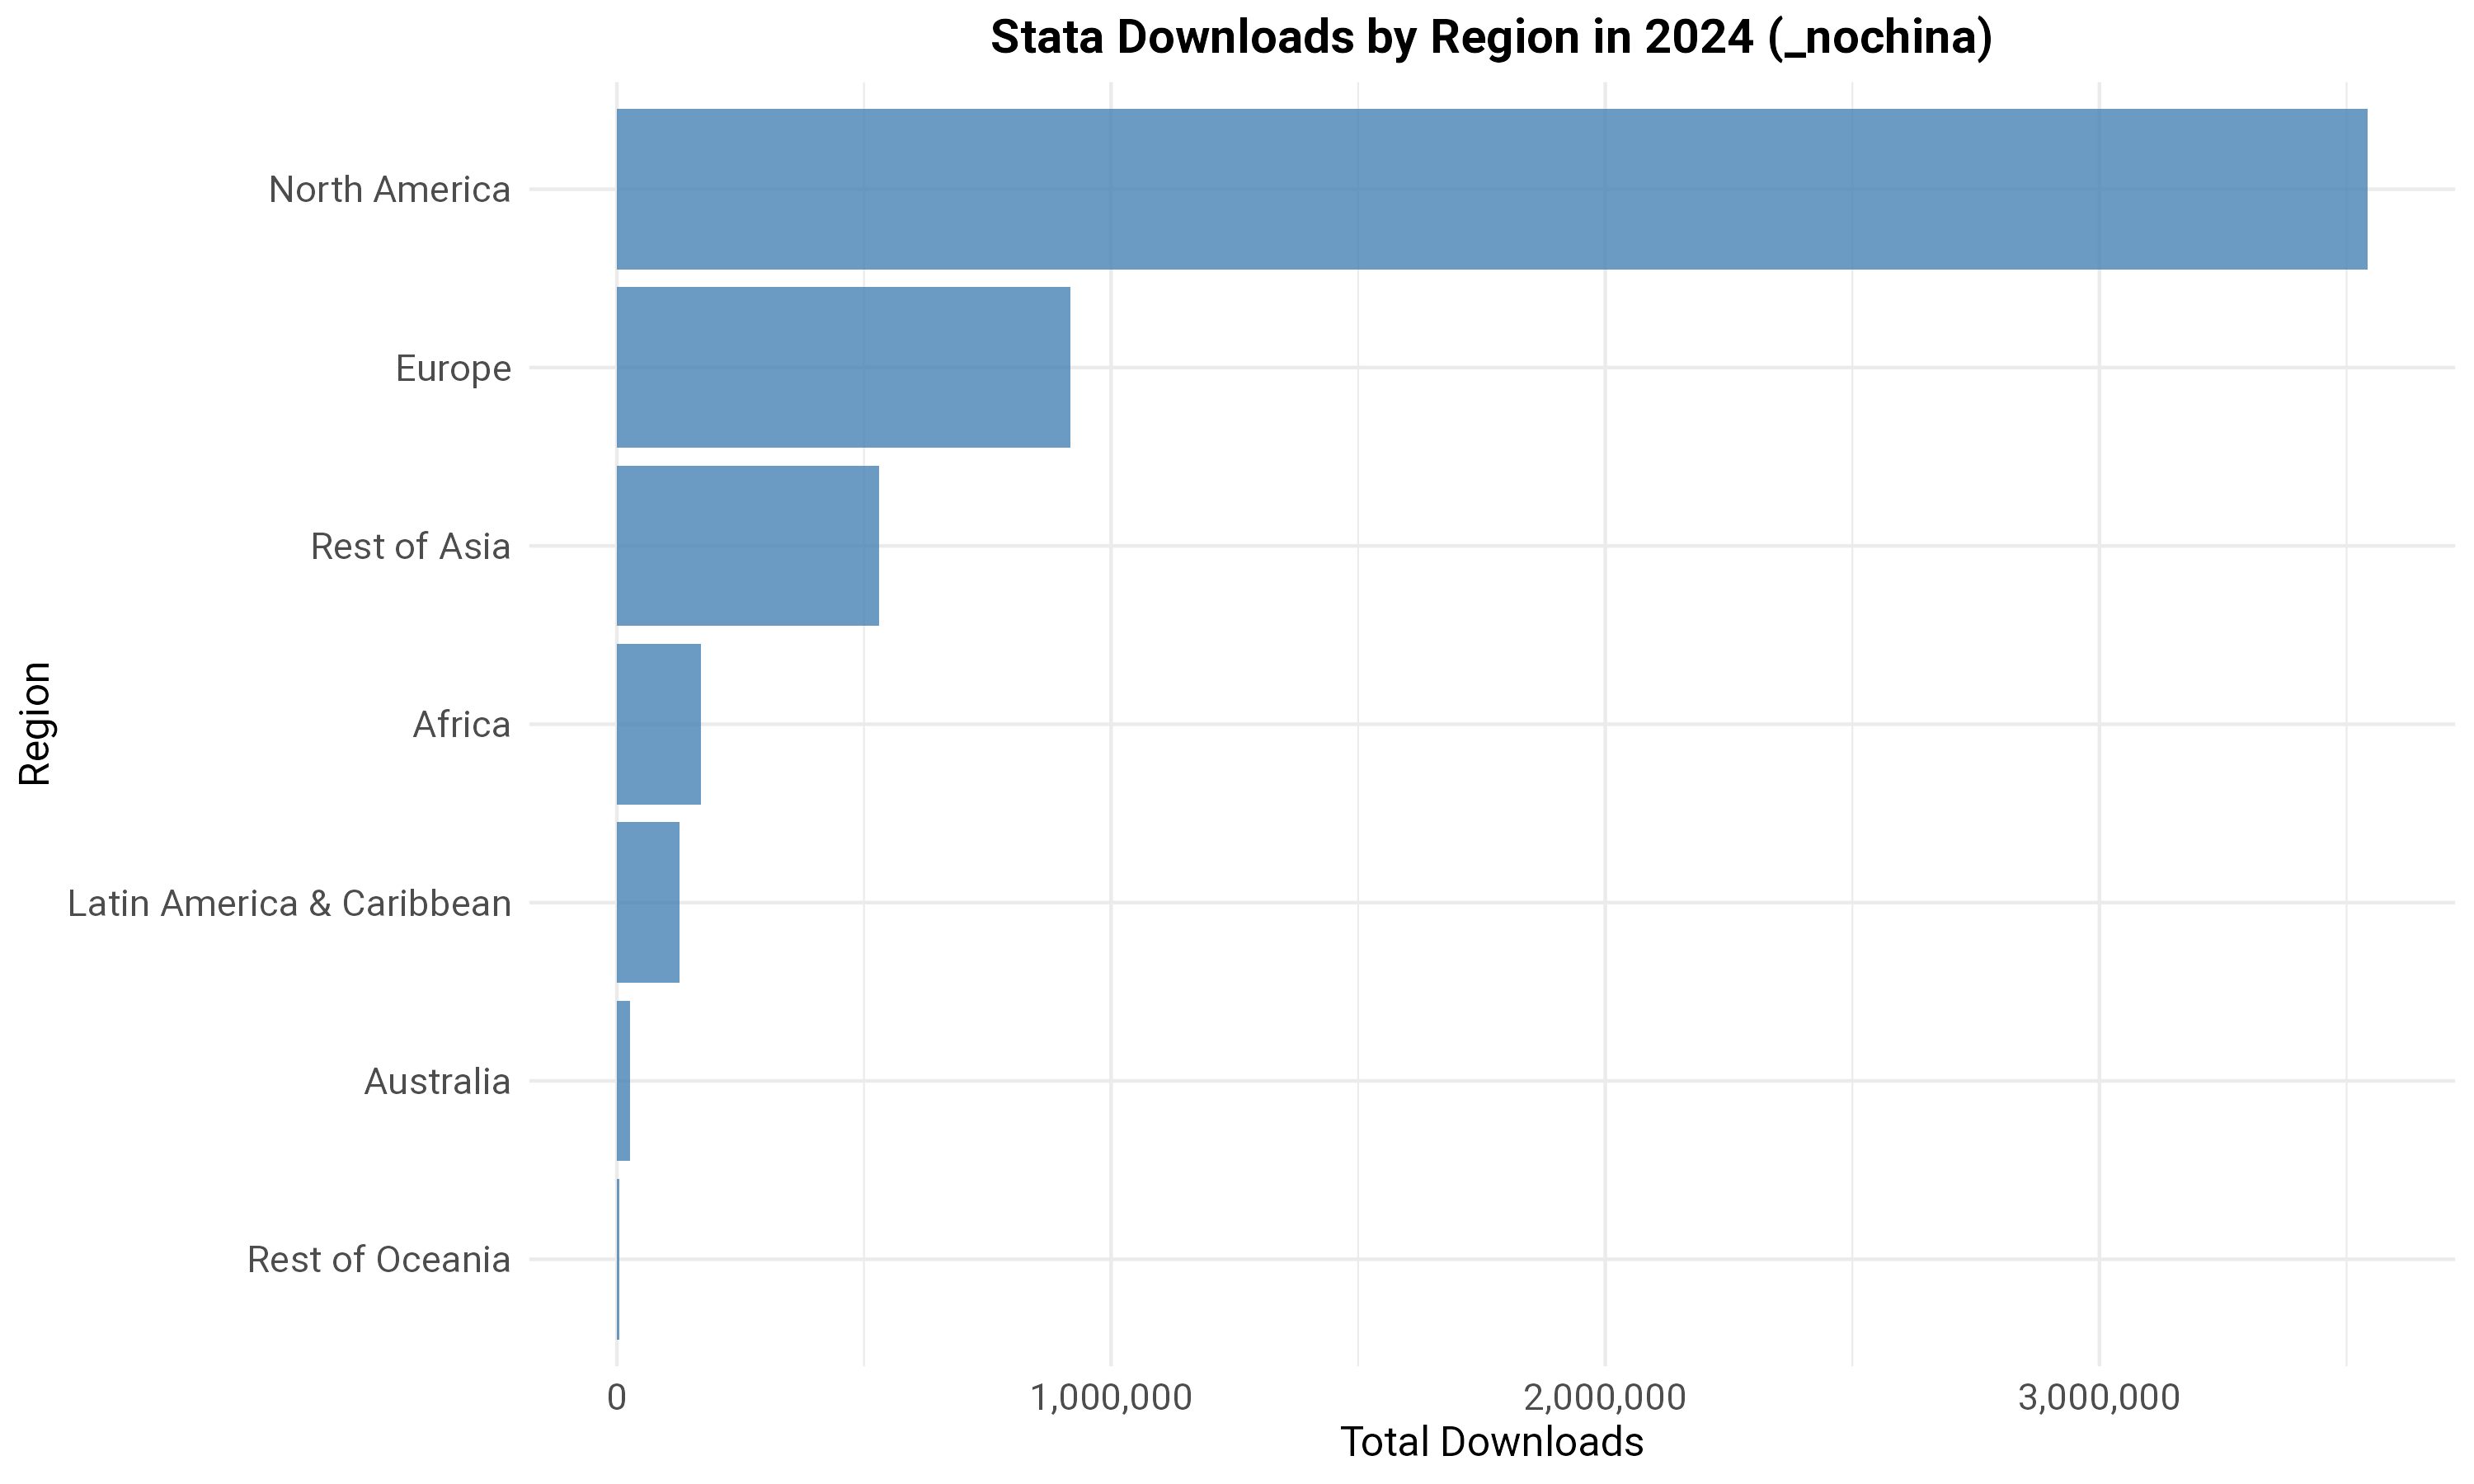 Stata Downloads by Region in 2024 (_nochina)
Region
North America
Europe
Rest of Asia
Africa
Latin America & Caribbean
Australia
Rest of Oceania
0
1,000,000
2,000,000
3,000,000
Total Downloads